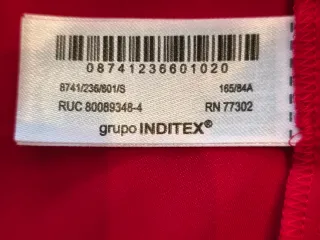 08741236601020
8741/236/601/S 165/84A
RUC 80089348-4 RN 77302
grupo INDITEX®